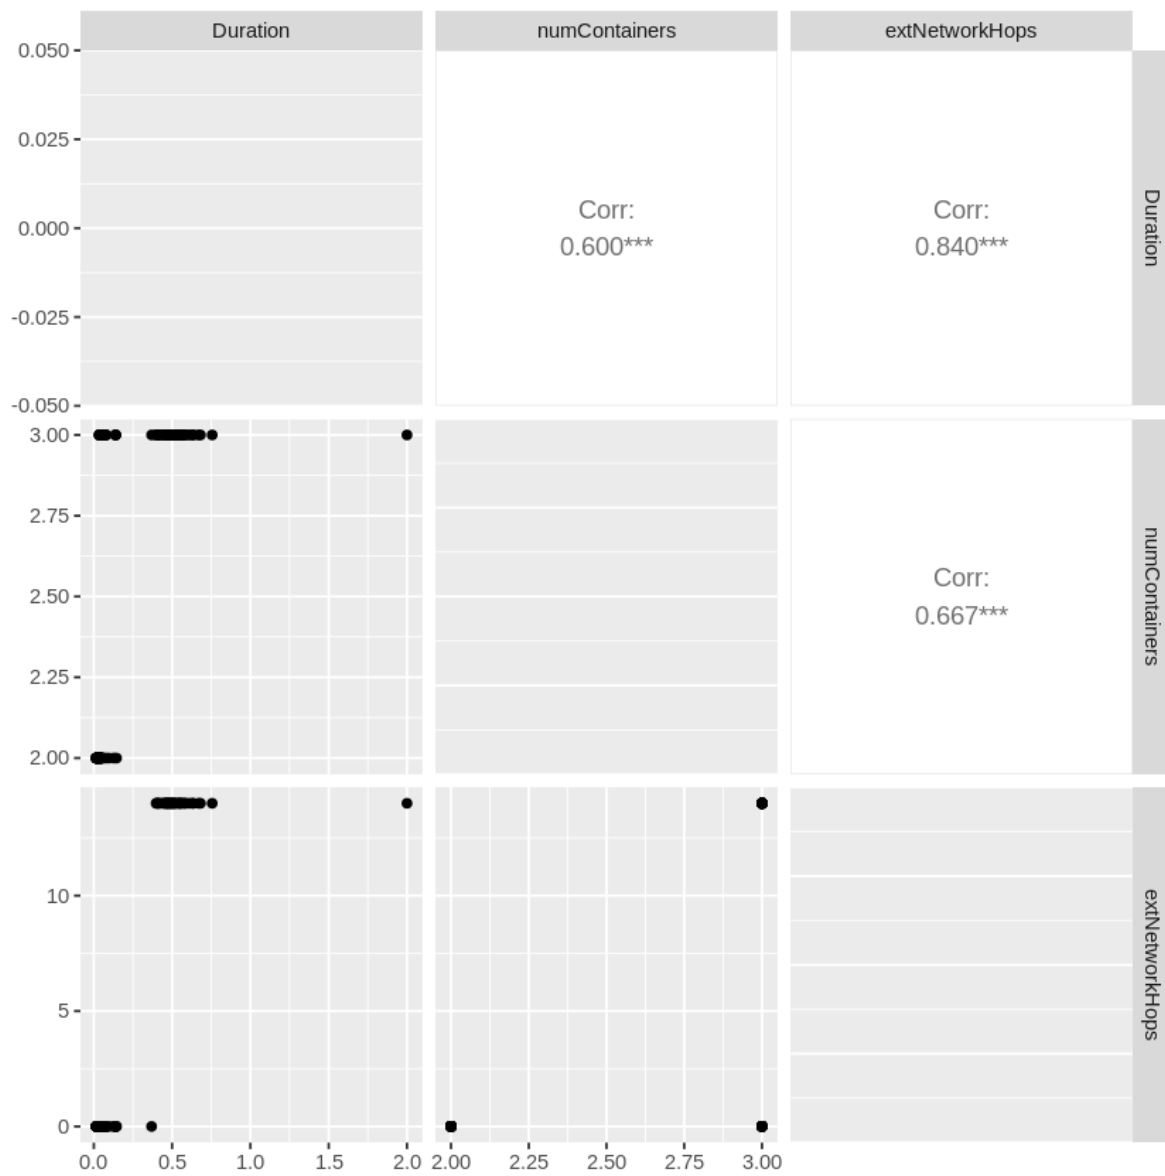 Duration
numContainers
extNetworkHops
0.050
0.025
0.000
-0.025
-0.050
Corr:
0.600***
Corr:
0.840***
Duration
3.00
2.75
2.50
2.25
2.00
Corr:
0.667***
numContainers
10
5
0
extNetworkHops
0.0
0.5
1.0
1.5
2.0
2.00
2.25
2.50
2.75
3.00